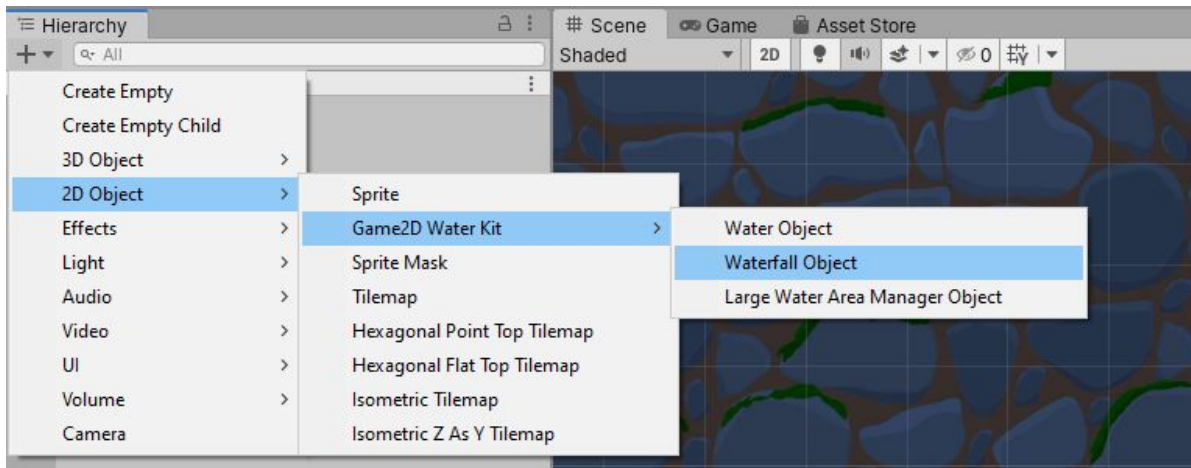 Hierarchy
All
Create Empty
Create Empty Child
3D Object
2D Object
Effects
Light
Audio
Video
UI
Volume
Camera
Sprite
Game2D Water Kit
Sprite Mask
Tilemap
Hexagonal Point Top Tilemap
Hexagonal Flat Top Tilemap
Isometric Tilemap
Isometric Z As Y Tilemap
Water Object
Waterfall Object
Large Water Area Manager Object
Scene Game Asset Store
Shaded 2D 0